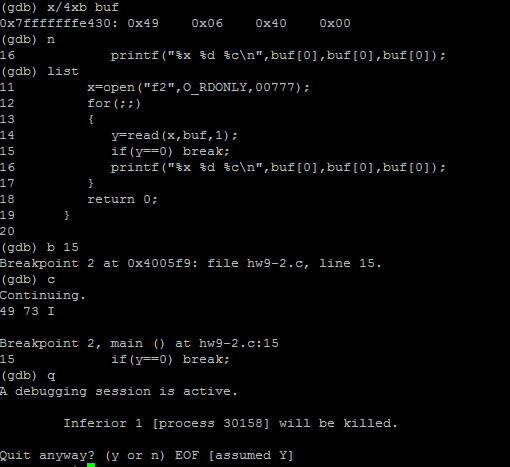 (gdb) x/4xb buf
0x7fffffffe430: 0x49 0x06 0x40 0x00
(gdb) n
16 printf("%x %d %c\n",buf[0],buf[0],buf[0]);
(gdb) list
11 x=open("f2",O_RDONLY,00777);
12 for(;;)
13 {
14 y=read(x,buf,1);
15 if(y==0) break;
16 printf("%x %d %c\n",buf[0],buf[0],buf[0]);
17 }
18 return 0;
19 }
20
(gdb) b 15
Breakpoint 2 at 0x4005f9: file hw9-2.c, line 15.
(gdb) c
Continuing.
49 73 I
Breakpoint 2, main () at hw9-2.c:15
15 if(y==0) break;
(gdb) q
A debugging session is active.
Inferior 1 [process 30158] will be killed.
Quit anyway? (y or n) EOF [assumed Y]